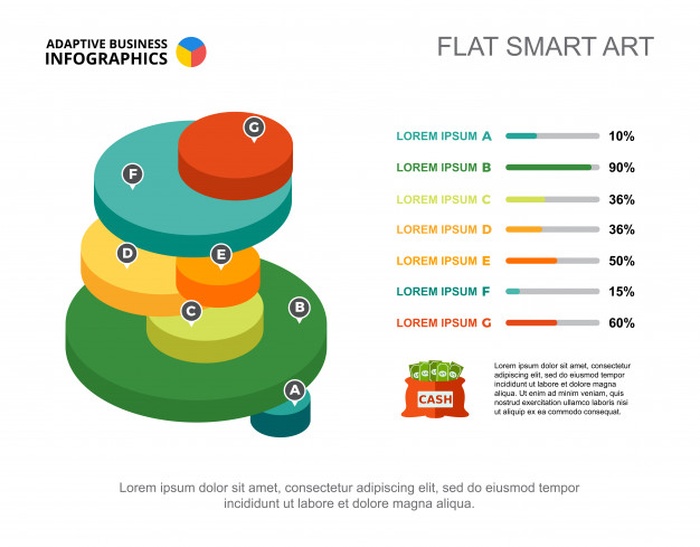 ADAPTIVE BUSINESS
INFOGRAPHICS
FLAT SMART ART
G
F
D
E
C
B
A
LOREM IPSUM A 10%
LOREM IPSUM B 90%
LOREM IPSUM C 36%
LOREM IPSUM D 36%
LOREM IPSUM E 50%
LOREM IPSUM F 15%
LOREM IPSUM G 60%
CASH
Lorem ipsum dolor sit amet, consectetur
adipiscing elit, sed do eiusmod tempor
incididunt ut labore et dolore magna
aliqua. Ut enim ad minim veniam, quis
nostrud exercitation ullamco laboris nisi
ut aliquip ex ea commodo consequat.
Lorem ipsum dolor sit amet, consectetur adipiscing elit, sed do eiusmod tempor
incididunt ut labore et dolore magna aliqua.